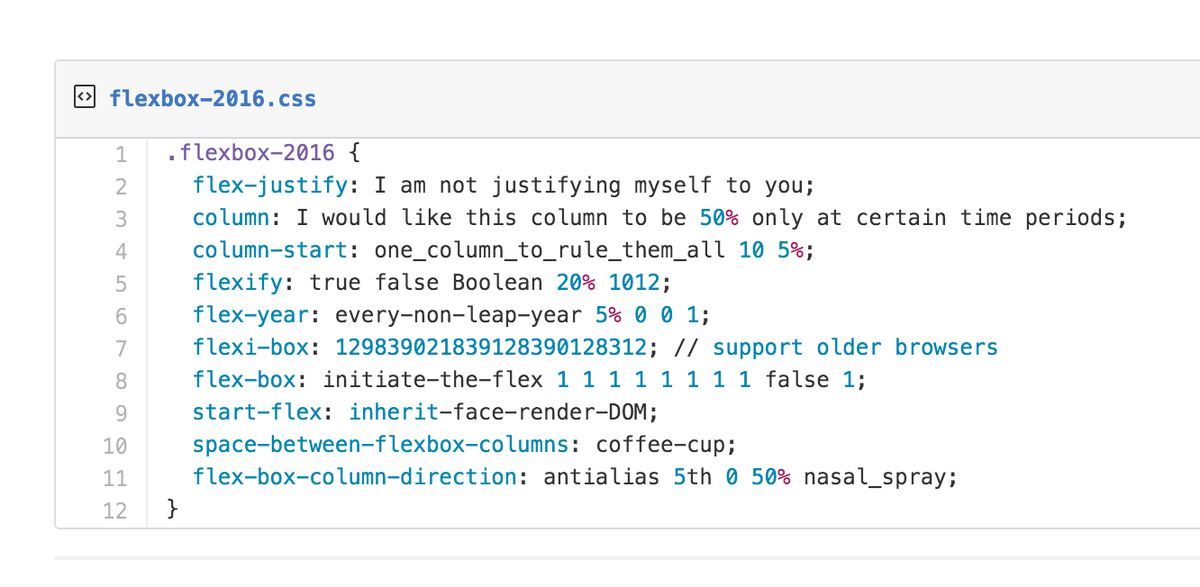 flexbox-2016.css
1 .flexbox-2016 {
2 flex-justify: I am not justifying myself to you;
3 column: I would like this column to be 50% only at certain time periods;
4 column-start: one_column_to_rule_them_all 10 5%;
5 flexify: true false Boolean 20% 1012;
6 flex-year: every-non-leap-year 5% 0 0 1;
7 flexi-box: 129839021839128390128312; // support older browsers
8 flex-box: initiate-the-flex 1 1 1 1 1 1 1 1 false 1;
9 start-flex: inherit-face-render-DOM;
10 space-between-flexbox-columns: coffee-cup;
11 flex-box-column-direction: antialias 5th 0 50% nasal_spray;
12 }